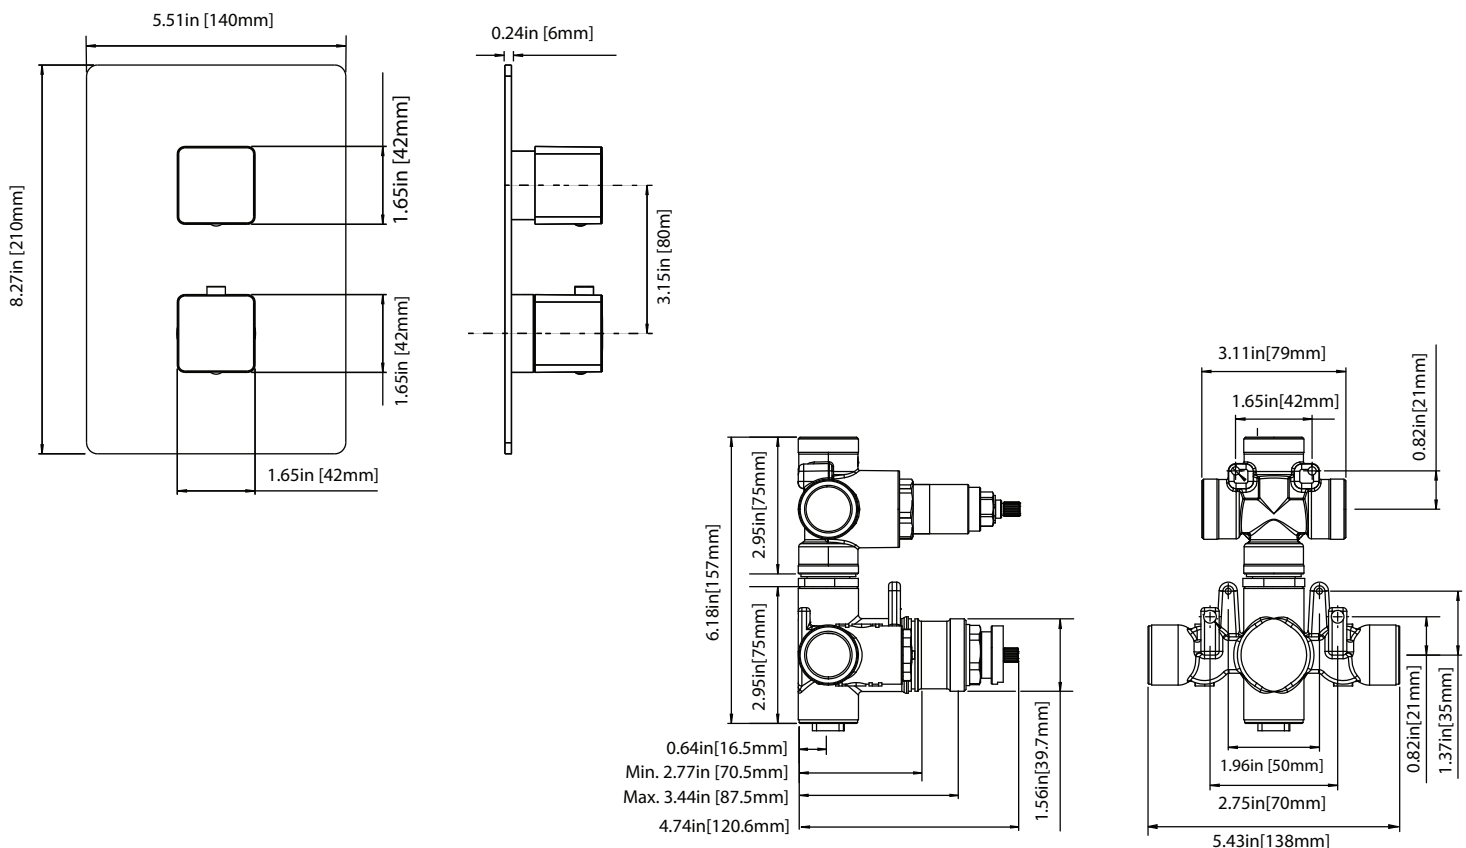 5.51in [140mm]
0.24in [6mm]
8.27in [210mm]
1.65in [42mm]
1.65in [42mm]
1.65in [42mm]
3.15in [80m]
6.18in[157mm]
2.95in[75mm]
2.95in[75mm]
0.64in[16.5mm]
Min. 2.77in [70.5mm]
Max. 3.44in [87.5mm]
4.74in[120.6mm]
1.56in[39.7mm]
3.11in[79mm]
1.65in[42mm]
0.82in[21mm]
0.82in[21mm]
1.37in[35mm]
1.96in [50mm]
2.75in[70mm]
5.43in[138mm]